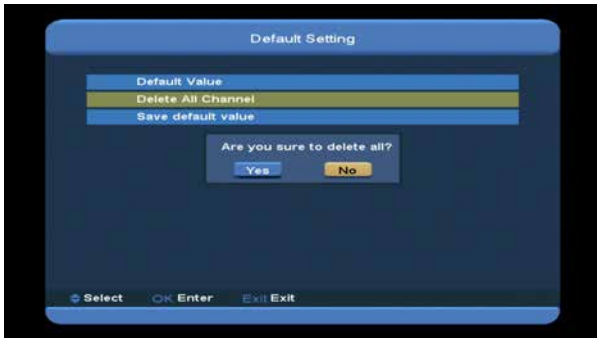 Default Setting
Default Value
Delete All Channel
Save default value
Are you sure to delete all?
Yes No
Select OK Enter Exit Exit